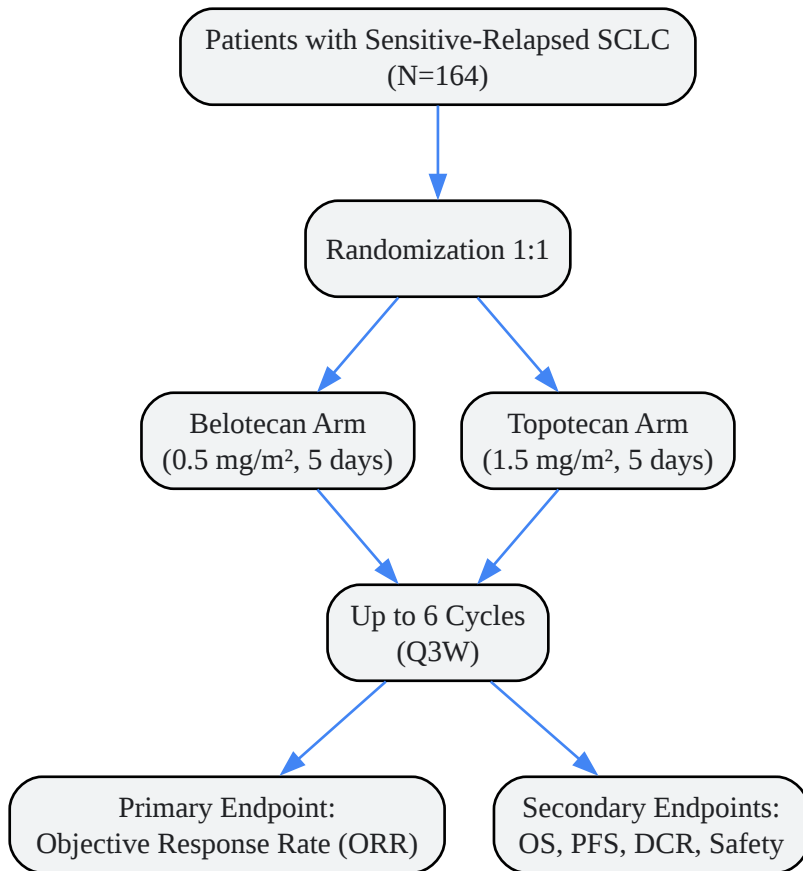 Patients with Sensitive-Relapsed SCLC
(N=164)
Randomization 1:1
Belotecan Arm
(0.5 mg/m², 5 days)
Topotecan Arm
(1.5 mg/m², 5 days)
Up to 6 Cycles
(Q3W)
Primary Endpoint:
Objective Response Rate (ORR)
Secondary Endpoints:
OS, PFS, DCR, Safety